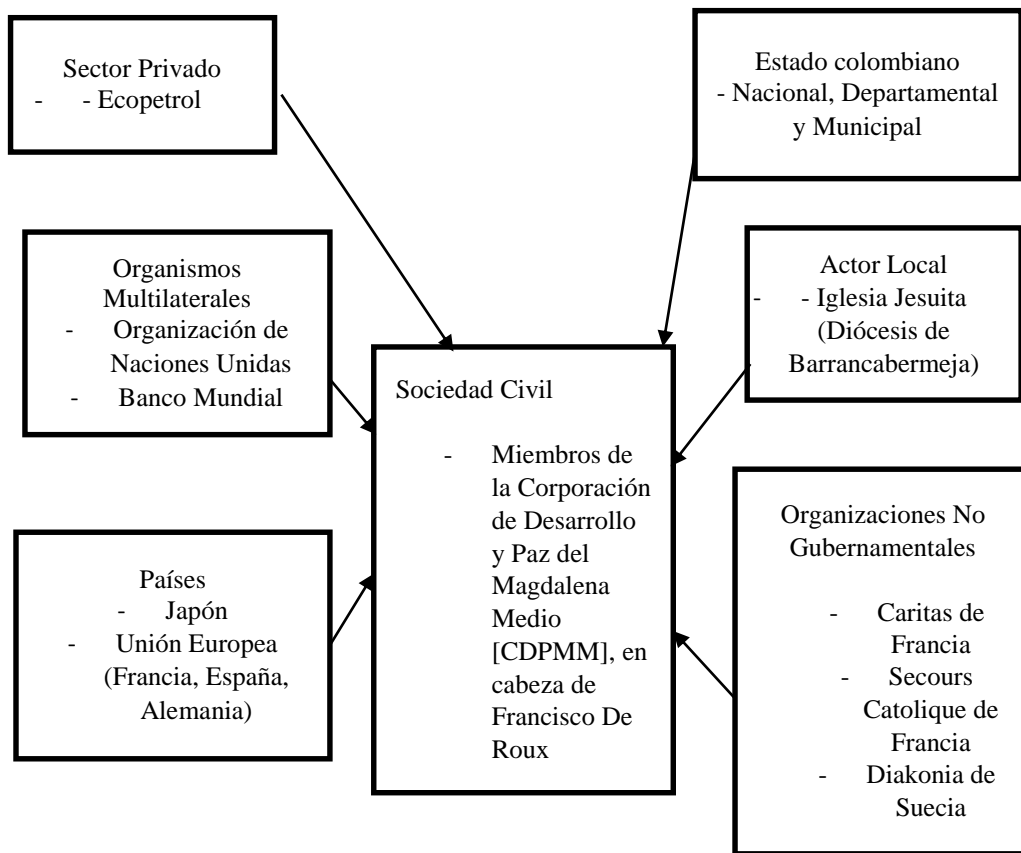 Sector Privado
- - Ecopetrol
Estado colombiano
- Nacional, Departamental
y Municipal
Organismos
Multilaterales
- Organización de
Naciones Unidas
- Banco Mundial
Actor Local
- - Iglesia Jesuita
(Diócesis de
Barrancabermeja)
Sociedad Civil
- Miembros de
la Corporación
de Desarrollo
y Paz del
Magdalena
Medio
[CDPMM], en
cabeza de
Francisco De
Roux
Países
- Japón
- Unión Europea
(Francia, España,
Alemania)
Organizaciones No
Gubernamentales
- Caritas de
Francia
- Secours
Catolique de
Francia
- Diakonia de
Suecia